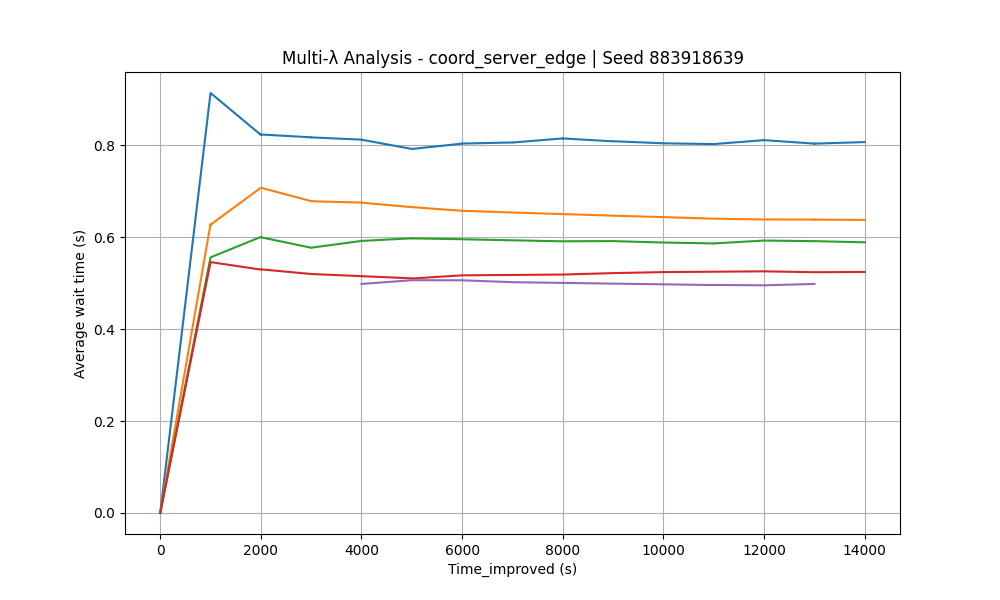 Multi-λ Analysis - coord_server_edge | Seed 883918639
0.8
0.6
0.4
0.2
0.0
Average wait time (s)
0 2000 4000 6000 8000 10000 12000 14000
Time_improved (s)